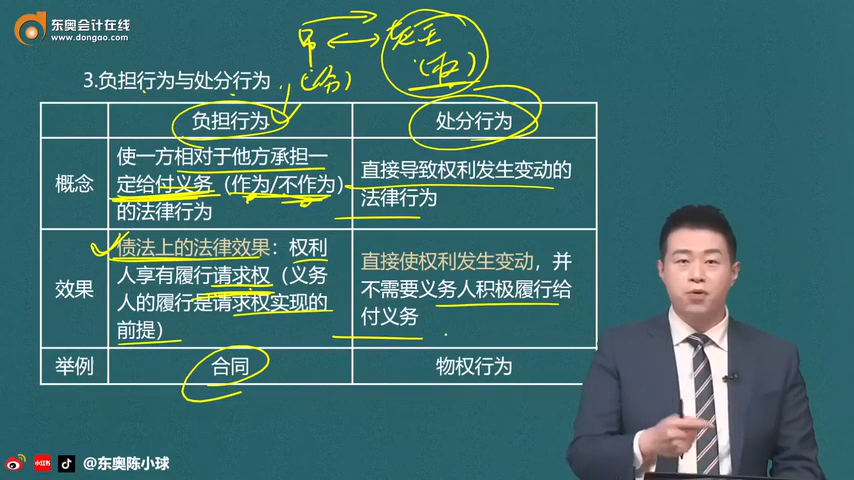 东奥会计在线
www.dongao.com
3.负担行为与处分行为
负担行为
处分行为
概念
使一方相对于他方承担一
定给付义务（作为/不作为）
的法律行为
直接导致权利发生变动的
法律行为
效果
债法上的法律效果：权利
人享有履行请求权（义务
人的履行是请求权实现的
前提）
直接使权利发生变动，并
不需要义务人积极履行给
付义务
举例
合同
物权行为
小红书
@东奥陈小球